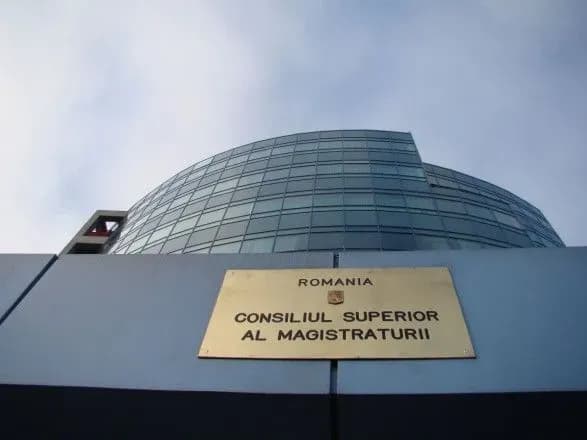 ROMANIA
CONSILIUL SUPERIOR
AL MAGISTRATURII